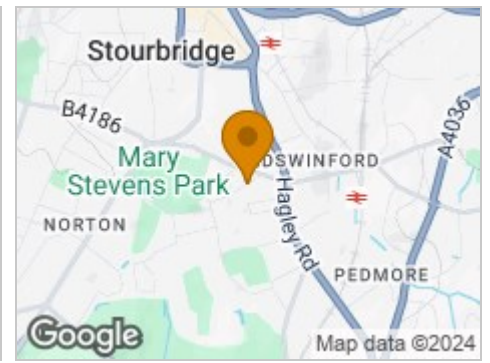 Stourbridge
B4186
Mary
Stevens Park
DSWINFORD
A4036
Hagley Rd
NORTON
PEDMORE
Google
Map data ©2024